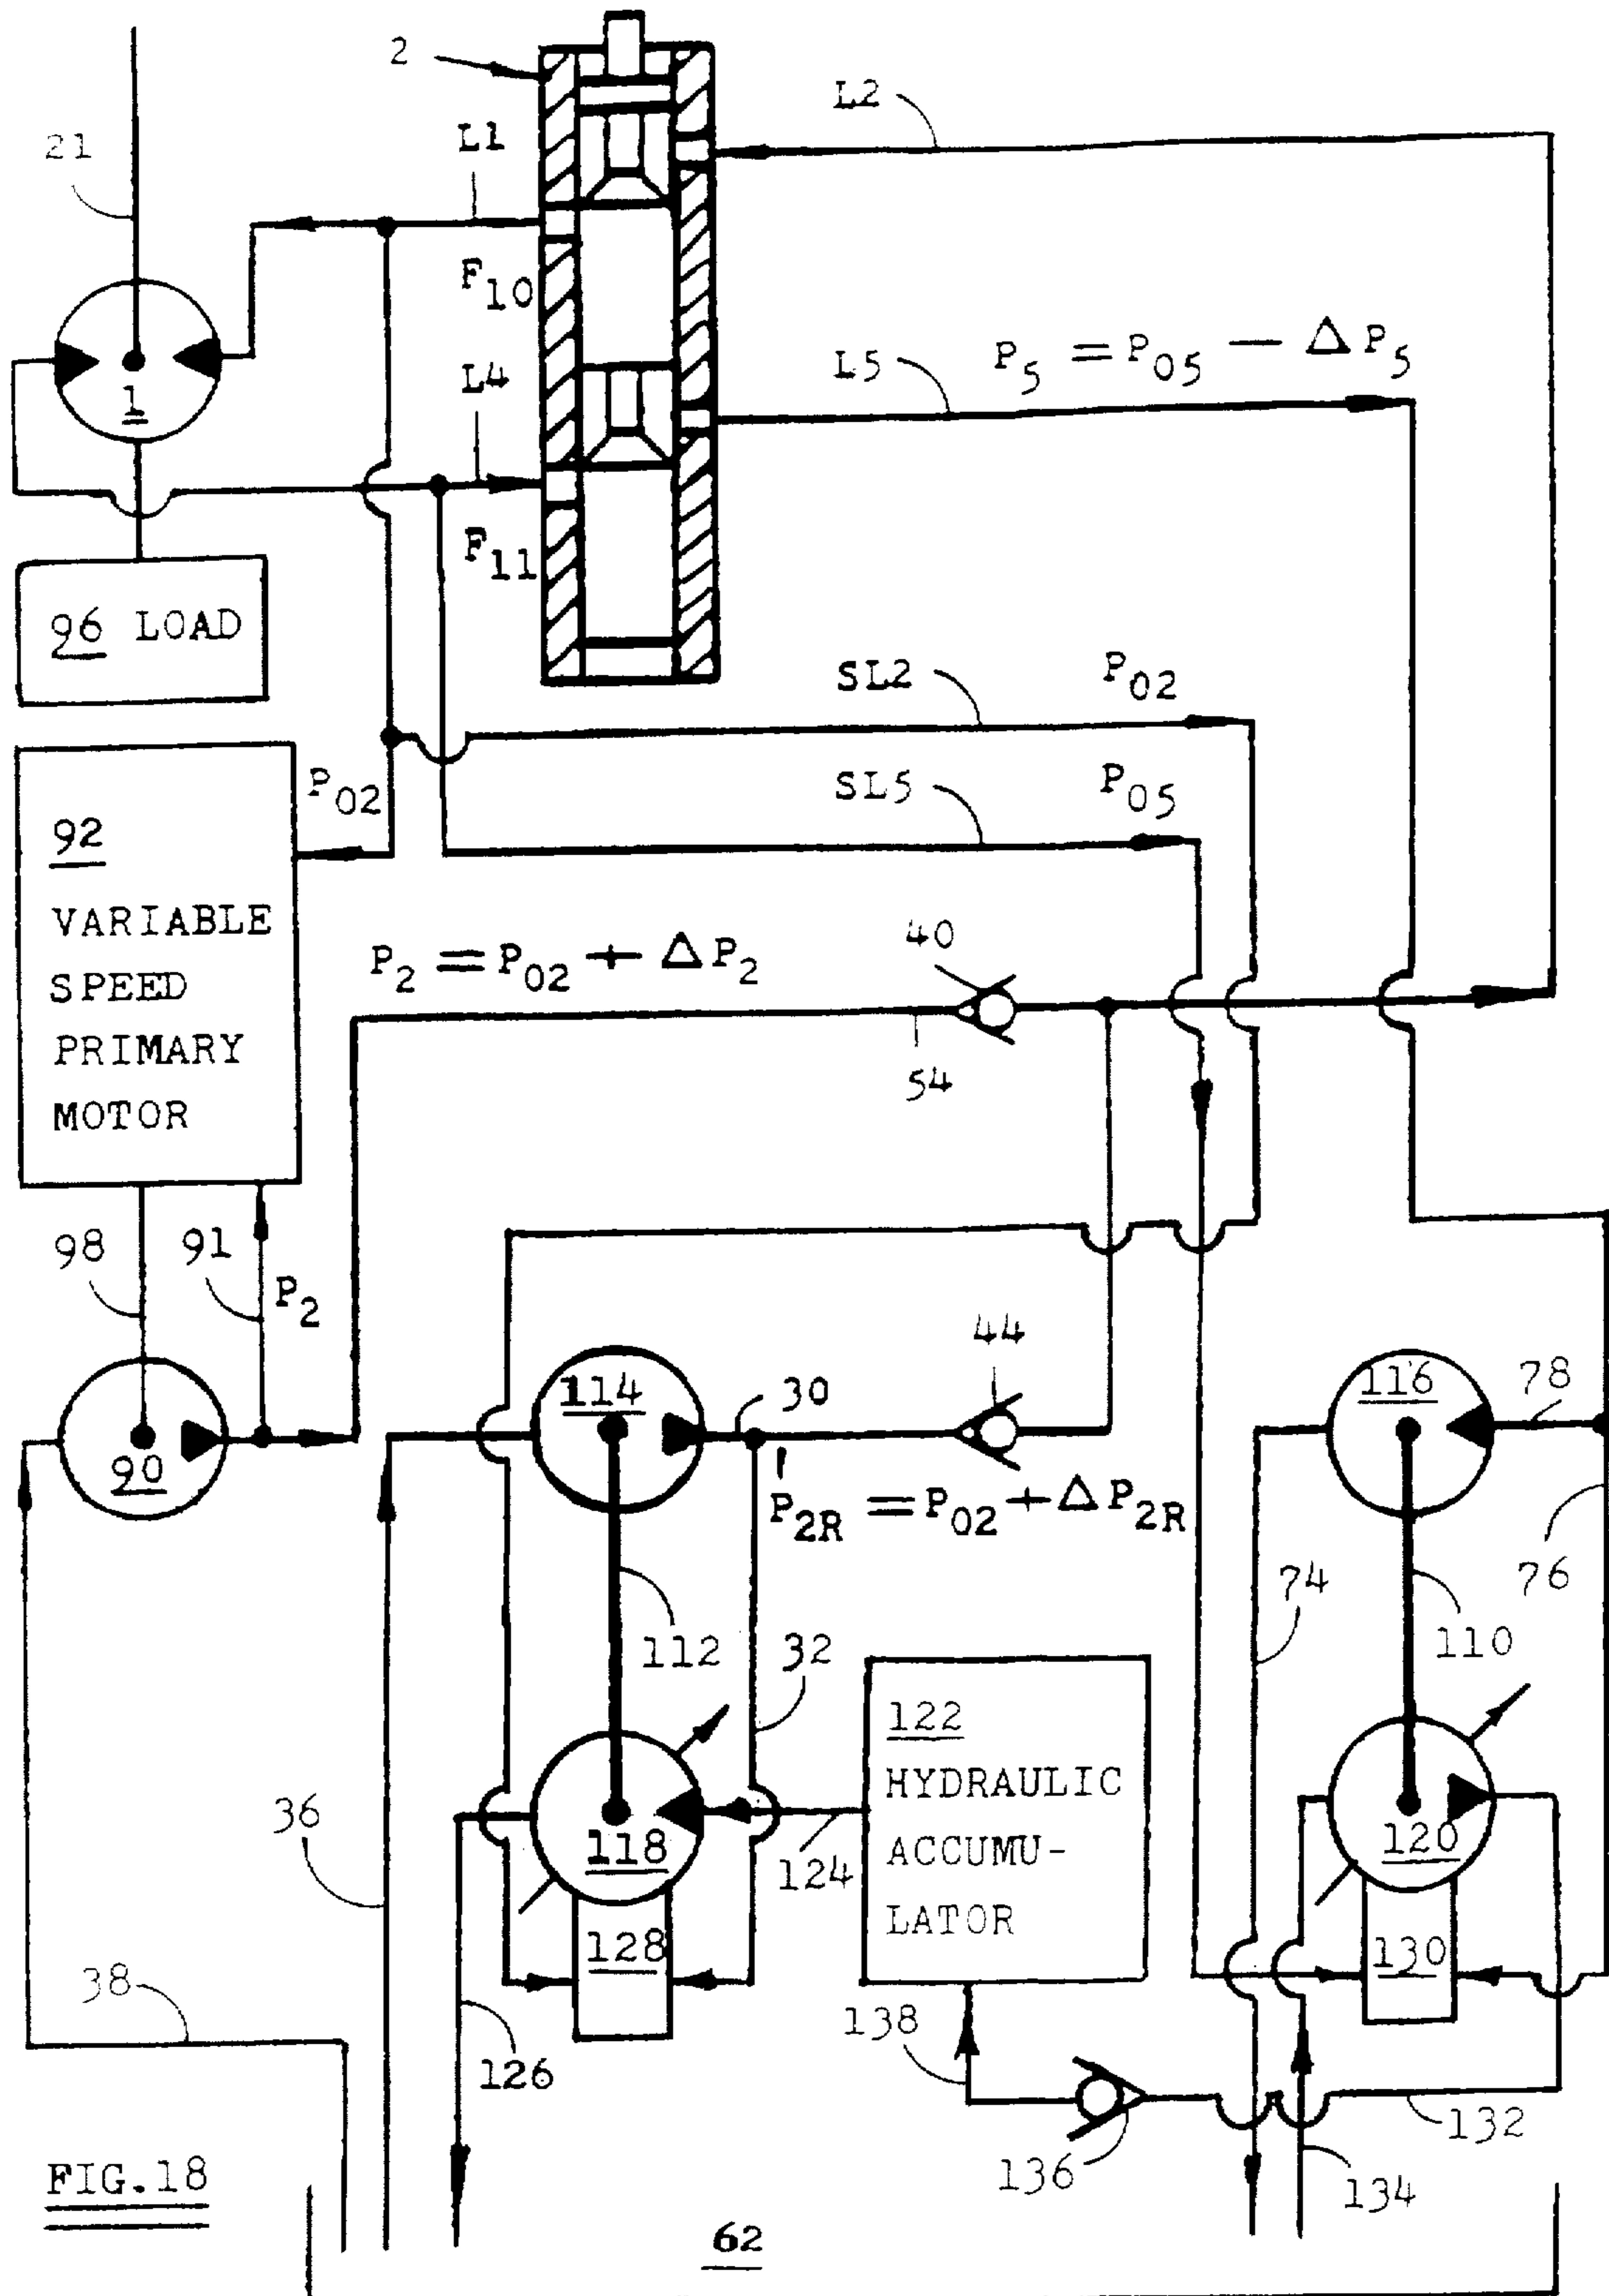 2
L2
21
L1
F10
L5
P5 = P05 − ΔP5
1
L4
F11
96 LOAD
SL2
P02
P02
SL5
P05
92
VARIABLE
SPEED
PRIMARY
MOTOR
P2 = P02 + ΔP2
40
54
98
91
P2
44
114
30
116
78
90
P'2R = P02 + ΔP2R
112
32
74
110
76
122
HYDRAULIC
ACCUMU-
LATOR
36
118
124
120
128
130
38
126
138
136
132
134
FIG.18
62